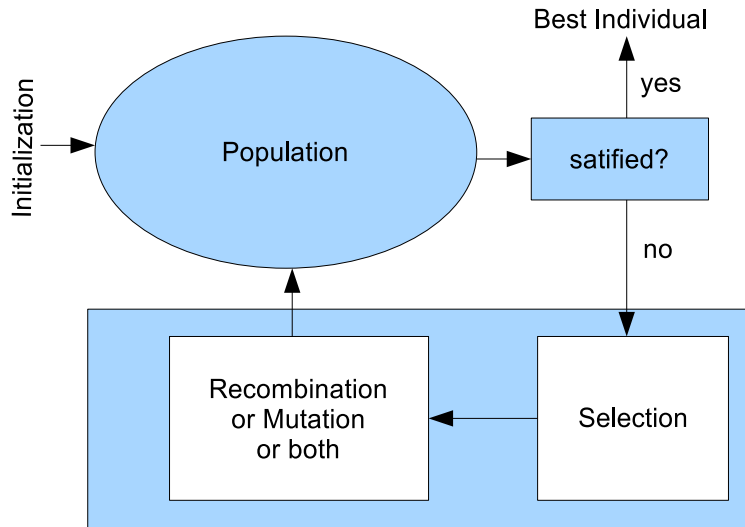 Best Individual
yes
Initialization
Population
satified?
no
Recombination
or Mutation
or both
Selection